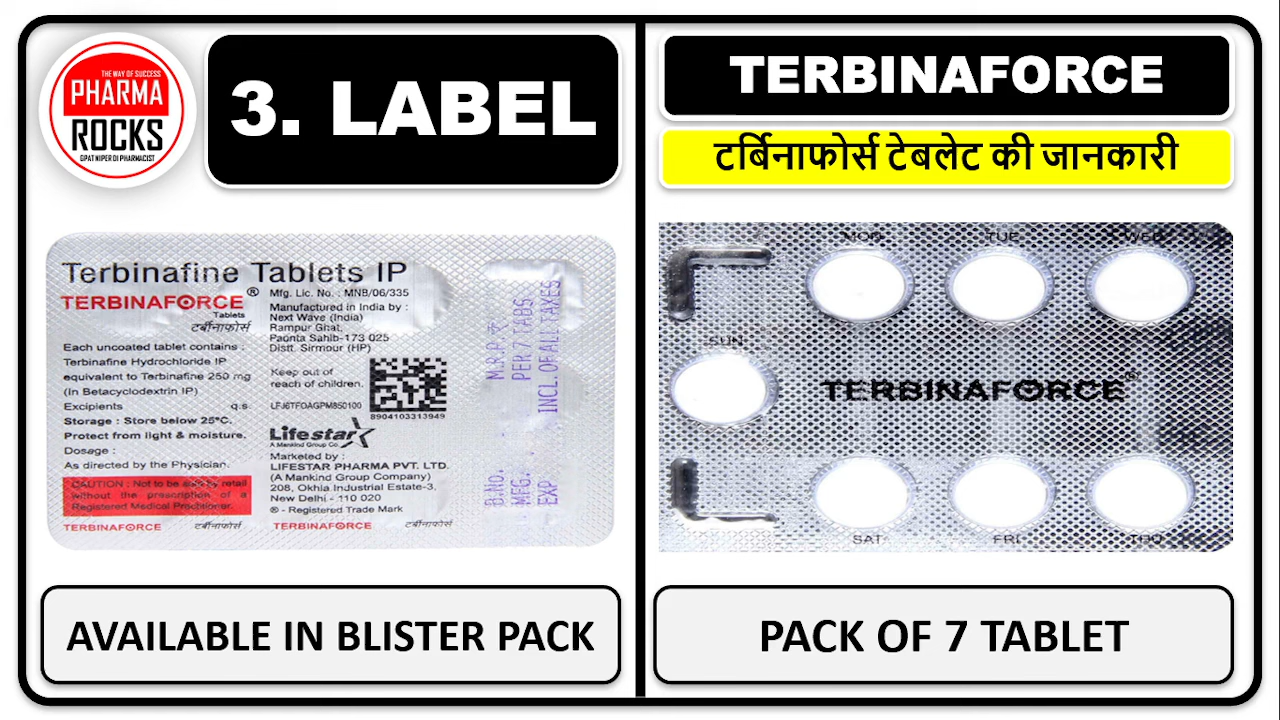 THE WAY OF SUCCESS
PHARMA
ROCKS
GPAT NIPER DI PHARMACIST
3. LABEL
TERBINAFORCE
टर्बिनाफोर्स टेबलेट की जानकारी
Terbinafine Tablets IP
TERBINAFORCE®
Tablets
टर्बीनाफोर्स
Each uncoated tablet contains :
Terbinafine Hydrochloride IP
equivalent to Terbinafine 250 mg
(in Betacyclodextrin IP)
Excipients q.s.
Storage : Store below 25°C.
Protect from light & moisture.
Dosage :
As directed by the Physician.
CAUTION : Not to be sold by retail
without the prescription of a
Registered Medical Practitioner.
TERBINAFORCE टर्बीनाफोर्स
Mfg. Lic. No. : MNB/06/335
Manufactured in India by :
Next Wave (India)
Rampur Ghat,
Paonta Sahib-173 025
Distt. Sirmour (HP)
Keep out of
reach of children.
LFJ6TFOAGPM850100
8904103313949
Lifestar
A Mankind Group Co.
Marketed by :
LIFESTAR PHARMA PVT. LTD.
(A Mankind Group Company)
208, Okhla Industrial Estate-3,
New Delhi - 110 020
® - Registered Trade Mark
TERBINAFORCE टर्बीनाफोर्स
M.R.P. ₹
PER 7 TABS
INCL. OF ALL TAXES
B.NO.
MFG.
EXP
MON TUE WED
SUN
TERBINAFORCE®
SAT FRI THU
AVAILABLE IN BLISTER PACK
PACK OF 7 TABLET